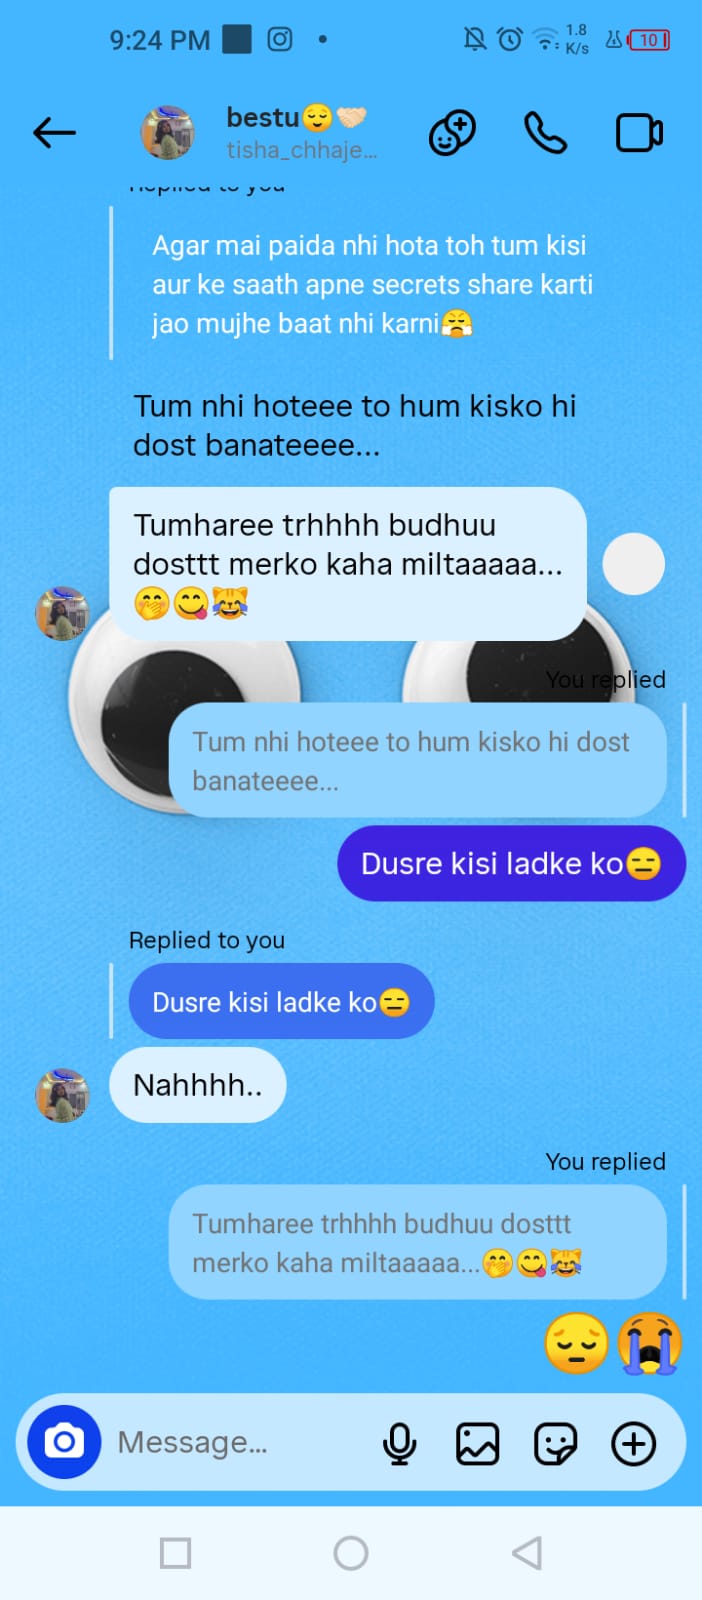 9:24 PM
1.8
K/s
10
bestu😌🤝🏻
tisha_chhaje...
Replied to you
Agar mai paida nhi hota toh tum kisi
aur ke saath apne secrets share karti
jao mujhe baat nhi karni😤
Tum nhi hoteee to hum kisko hi
dost banateeee...
Tumharee trhhhh budhuu
dosttt merko kaha miltaaaaa...
🤭😋😹
You replied
Tum nhi hoteee to hum kisko hi dost
banateeee...
Dusre kisi ladke ko😑
Replied to you
Dusre kisi ladke ko😑
Nahhhh..
You replied
Tumharee trhhhh budhuu dosttt
merko kaha miltaaaaa...🤭😋😹
😔😭
Message...